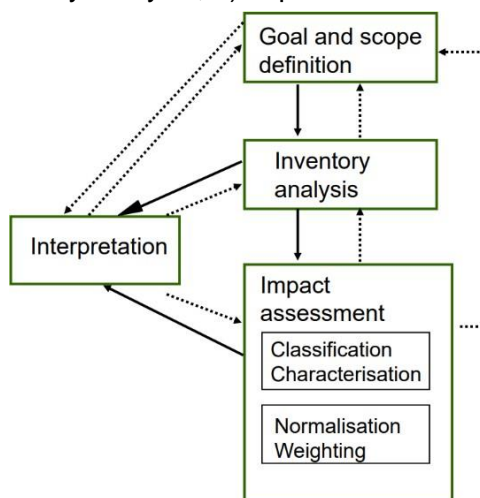 Goal and scope
definition
Inventory
analysis
Interpretation
Impact
assessment
Classification
Characterisation
Normalisation
Weighting